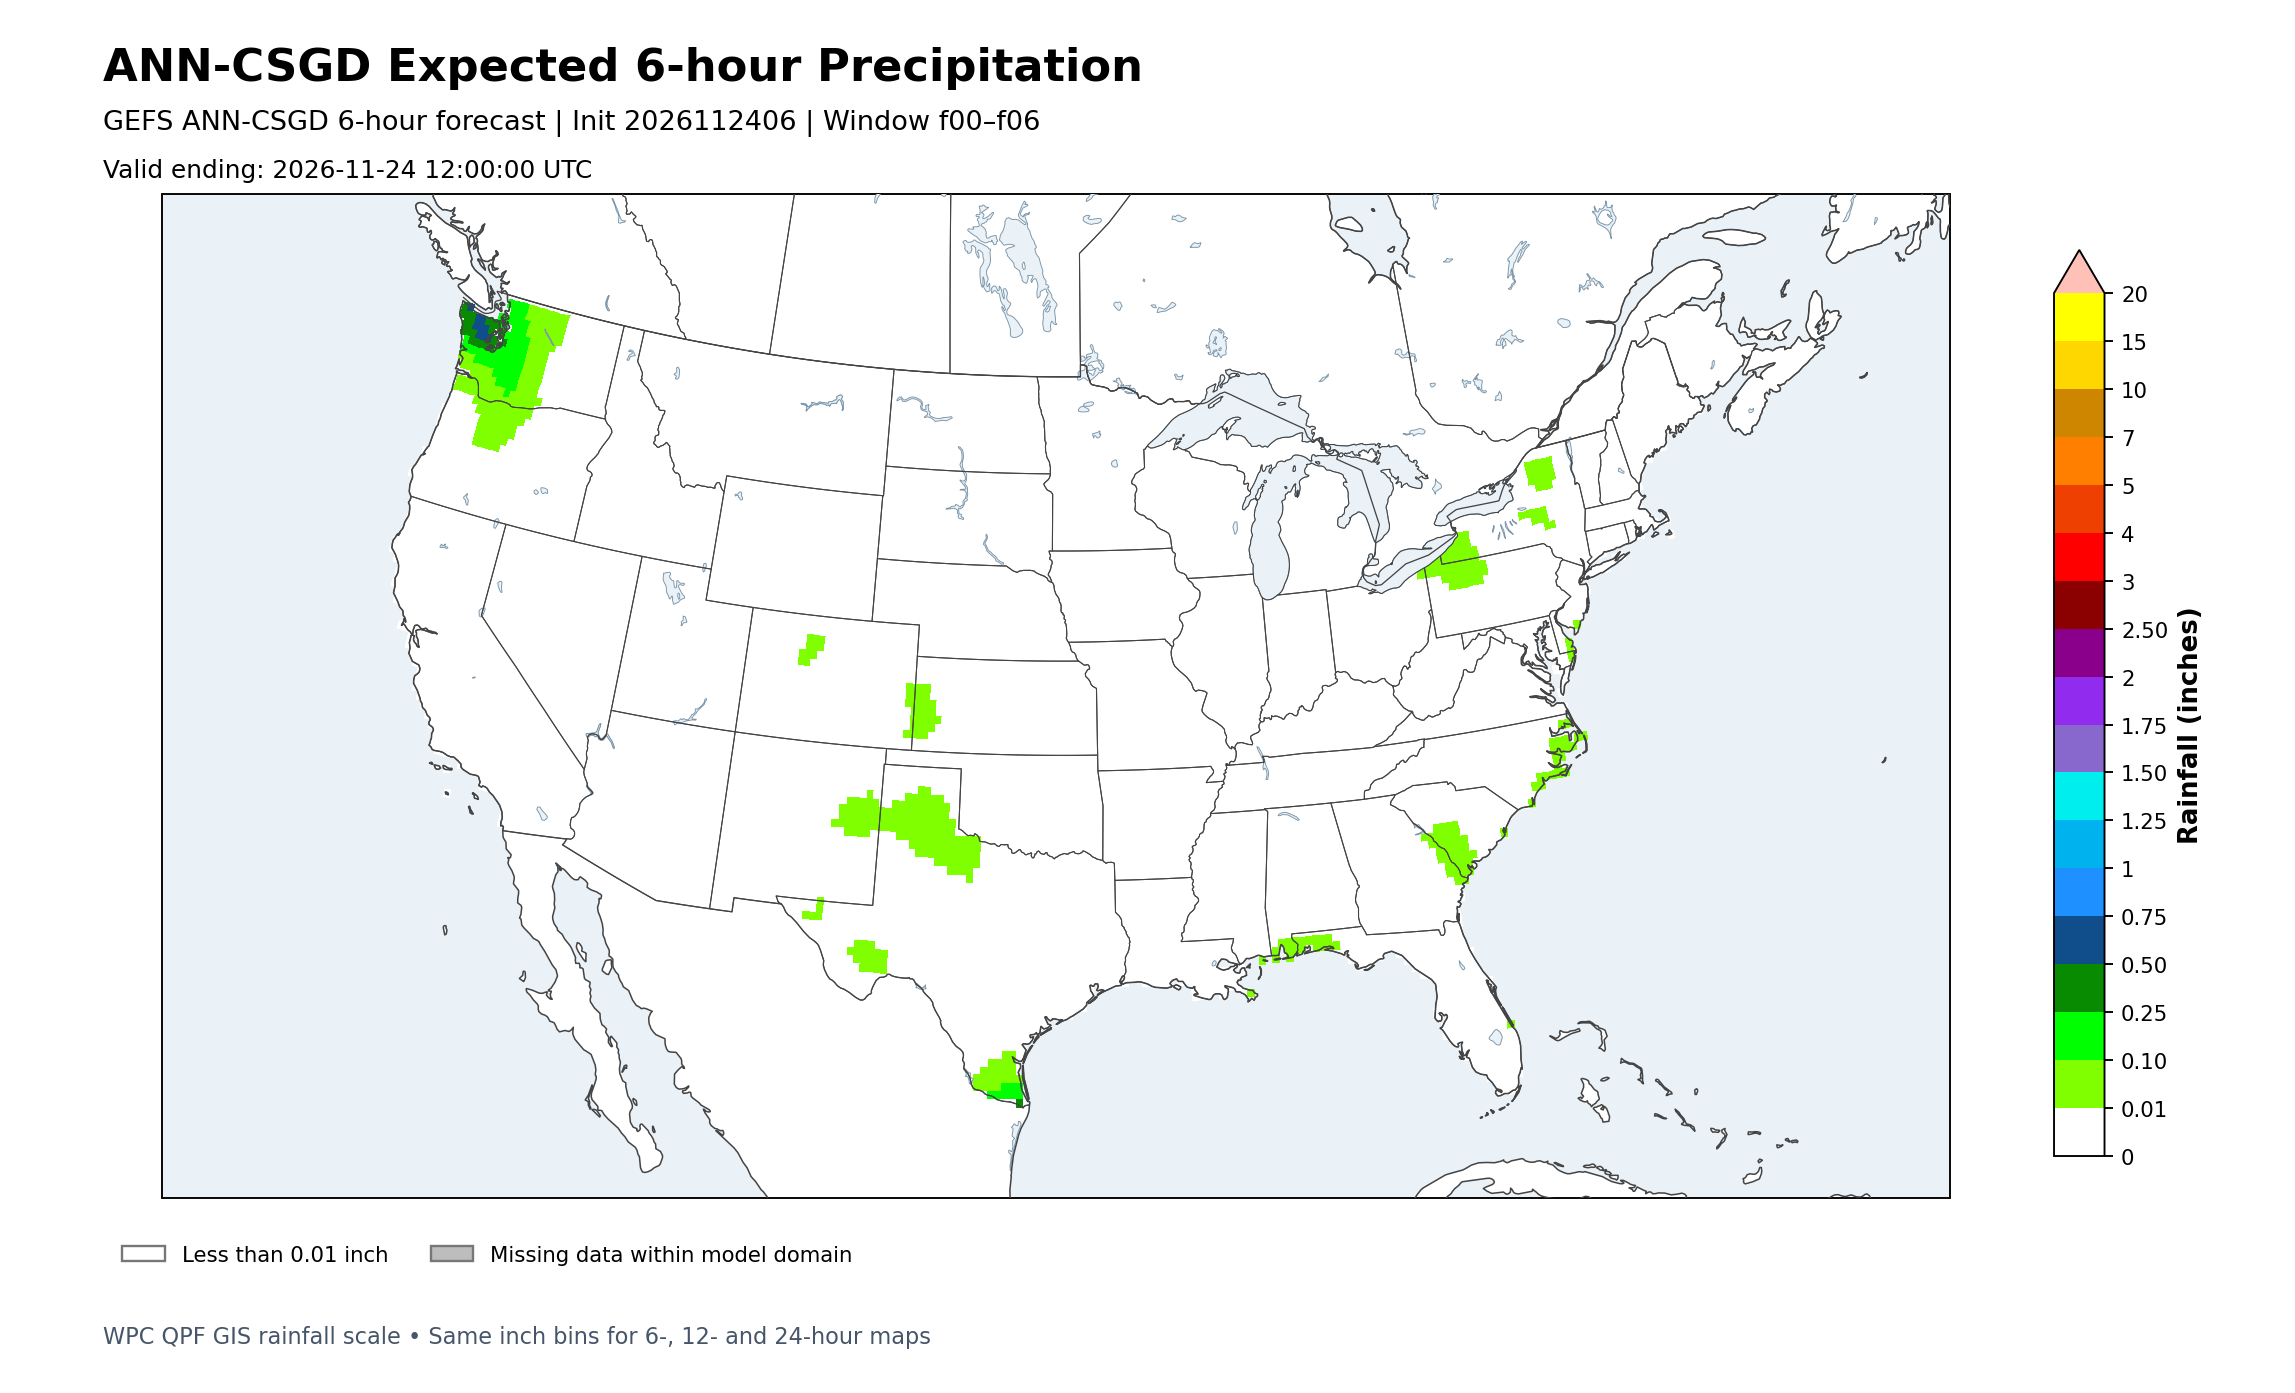 ANN-CSGD Expected 6-hour Precipitation
GEFS ANN-CSGD 6-hour forecast | Init 2026112406 | Window f00–f06
Valid ending: 2026-11-24 12:00:00 UTC
20
15
10
7
5
4
3
2.50
2
1.75
1.50
1.25
1
0.75
0.50
0.25
0.10
0.01
0
Rainfall (inches)
Less than 0.01 inch
Missing data within model domain
WPC QPF GIS rainfall scale • Same inch bins for 6-, 12- and 24-hour maps